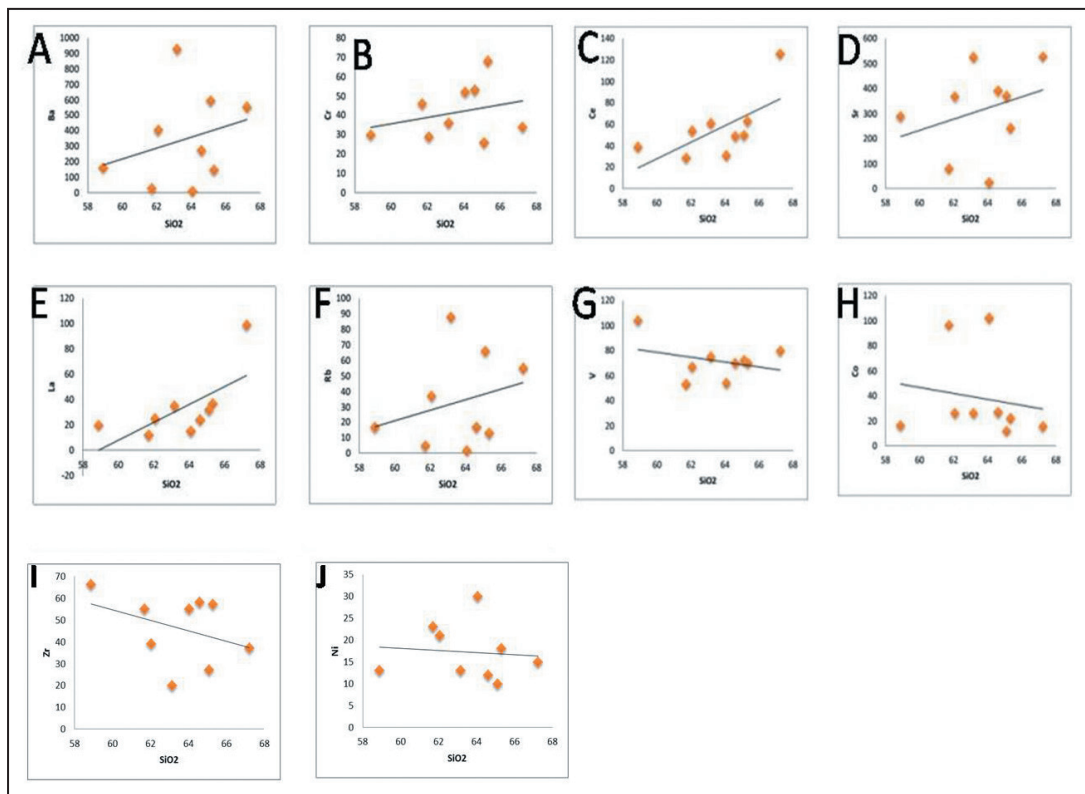 A
Ba
1000
900
800
700
600
500
400
300
200
100
0
58 60 62 64 66 68
SiO2
B
Cr
80
70
60
50
40
30
20
10
0
58 60 62 64 66 68
SiO2
C
Ce
140
120
100
80
60
40
20
0
58 60 62 64 66 68
SiO2
D
Sr
600
500
400
300
200
100
0
58 60 62 64 66 68
SiO2
E
La
120
100
80
60
40
20
0
-20
58 60 62 64 66 68
SiO2
F
Rb
100
90
80
70
60
50
40
30
20
10
0
58 60 62 64 66 68
SiO2
G
V
120
100
80
60
40
20
0
58 60 62 64 66 68
SiO2
H
Co
120
100
80
60
40
20
0
58 60 62 64 66 68
SiO2
I
Zr
70
60
50
40
30
20
10
0
58 60 62 64 66 68
SiO2
J
Ni
35
30
25
20
15
10
5
0
58 60 62 64 66 68
SiO2